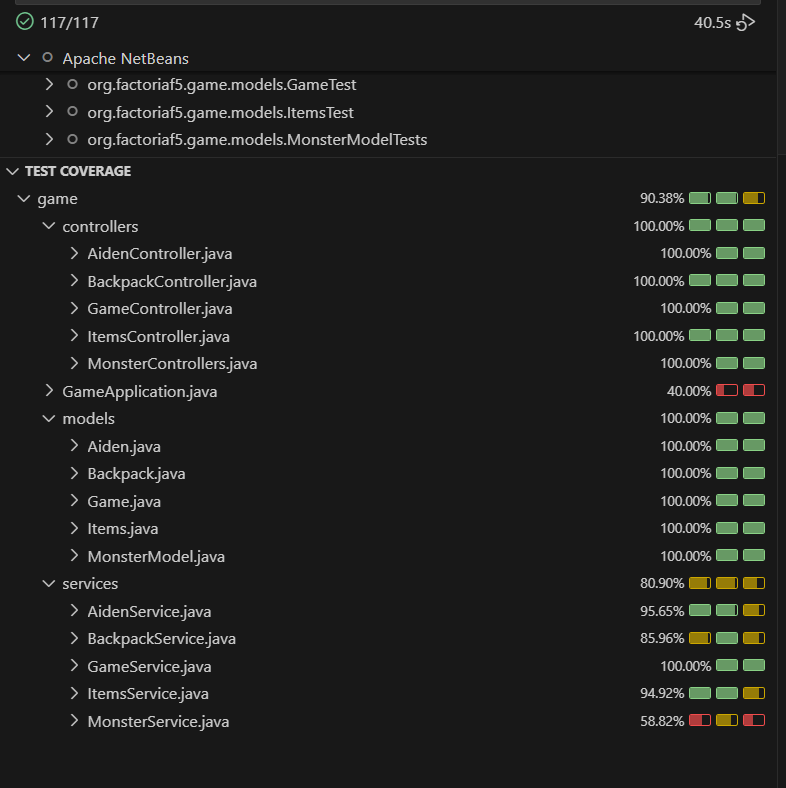 117/117 40.5s
Apache NetBeans
org.factoriaf5.game.models.GameTest
org.factoriaf5.game.models.ItemsTest
org.factoriaf5.game.models.MonsterModelTests
TEST COVERAGE
game 90.38%
controllers 100.00%
AidenController.java 100.00%
BackpackController.java 100.00%
GameController.java 100.00%
ItemsController.java 100.00%
MonsterControllers.java 100.00%
GameApplication.java 40.00%
models 100.00%
Aiden.java 100.00%
Backpack.java 100.00%
Game.java 100.00%
Items.java 100.00%
MonsterModel.java 100.00%
services 80.90%
AidenService.java 95.65%
BackpackService.java 85.96%
GameService.java 100.00%
ItemsService.java 94.92%
MonsterService.java 58.82%